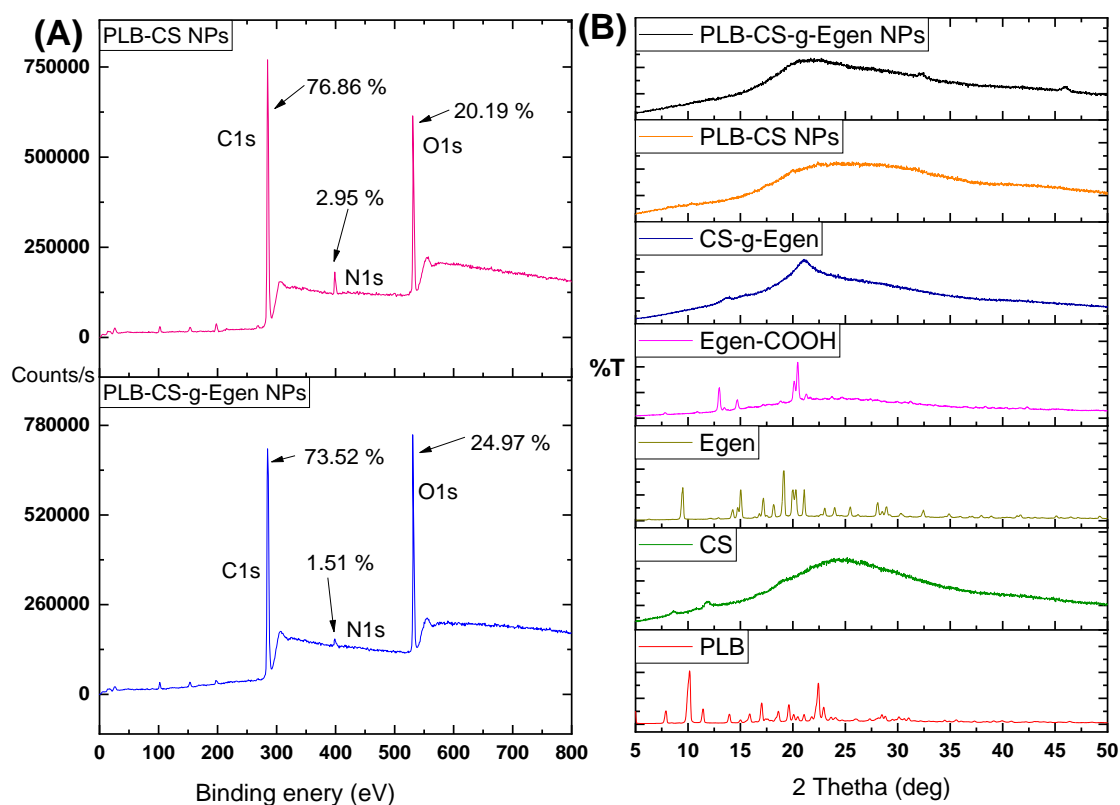 (A)
PLB-CS NPs
750000
500000
250000
0
76.86 %
C1s
2.95 %
N1s
20.19 %
O1s
Counts/s
PLB-CS-g-Egen NPs
780000
520000
260000
0
73.52 %
C1s
1.51 %
N1s
24.97 %
O1s
0 100 200 300 400 500 600 700 800
Binding enery (eV)
(B)
PLB-CS-g-Egen NPs
PLB-CS NPs
CS-g-Egen
Egen-COOH
%T
Egen
CS
PLB
5 10 15 20 25 30 35 40 45 50
2 Thetha (deg)